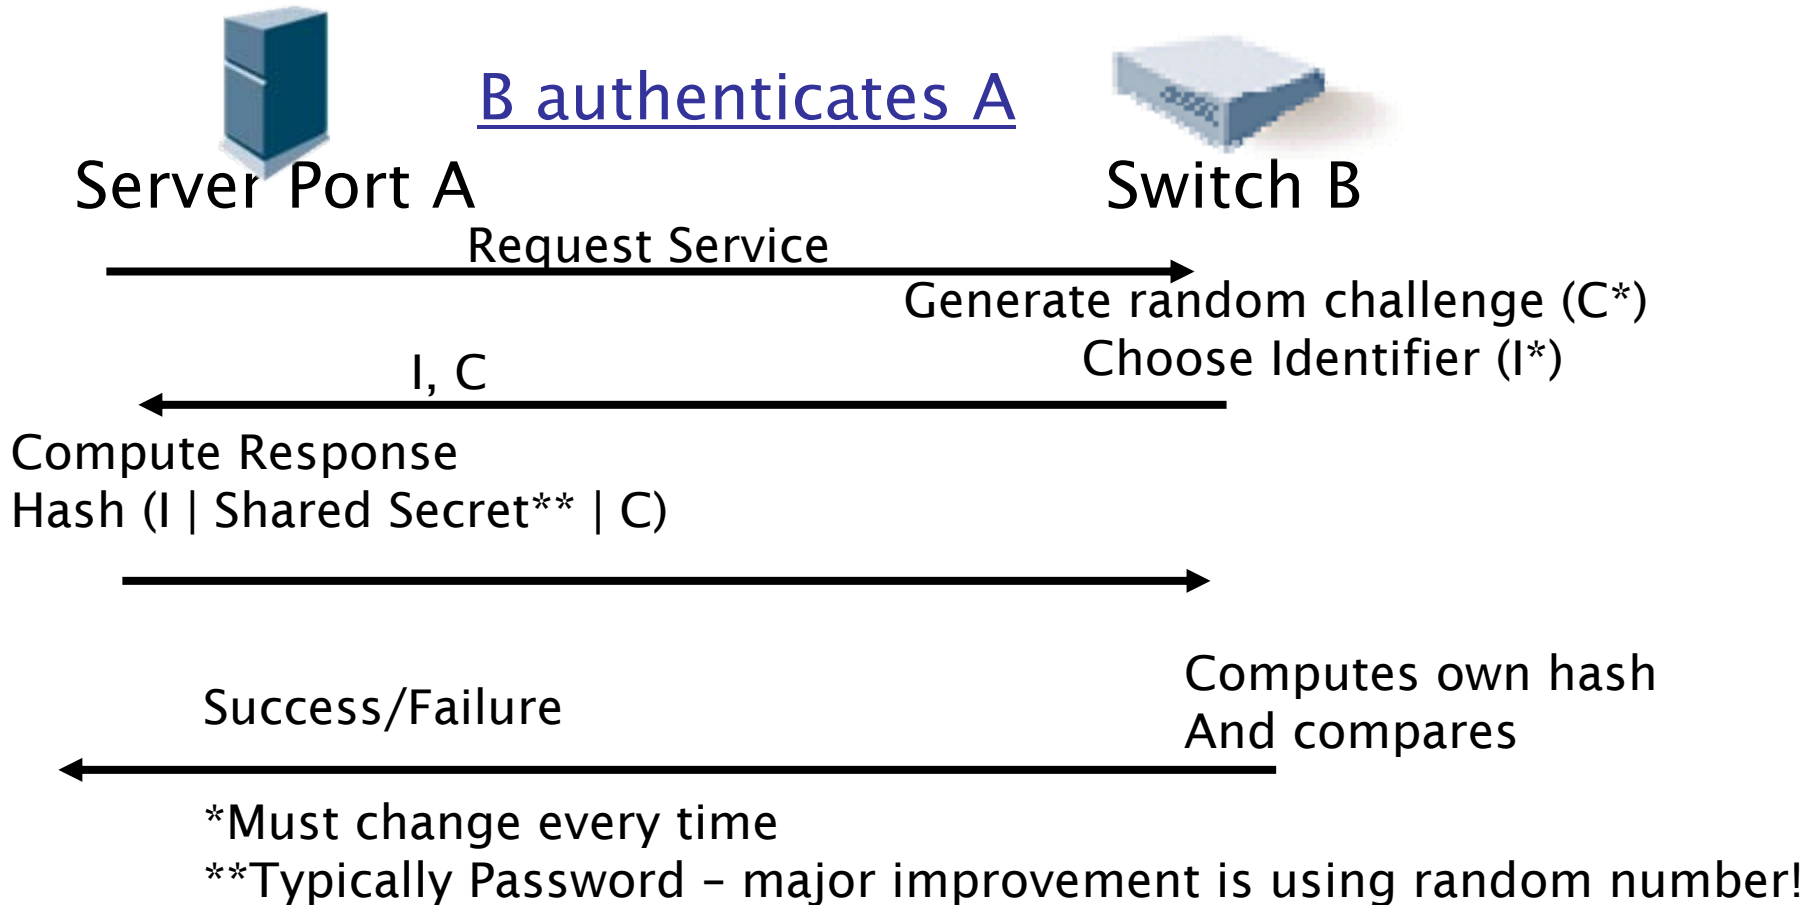 B authenticates A
Server Port A
Switch B
Request Service
Generate random challenge (C*)
Choose Identifier (I*)
I, C
Compute Response
Hash (I | Shared Secret** | C)
Computes own hash
And compares
Success/Failure
*Must change every time
**Typically Password – major improvement is using random number!